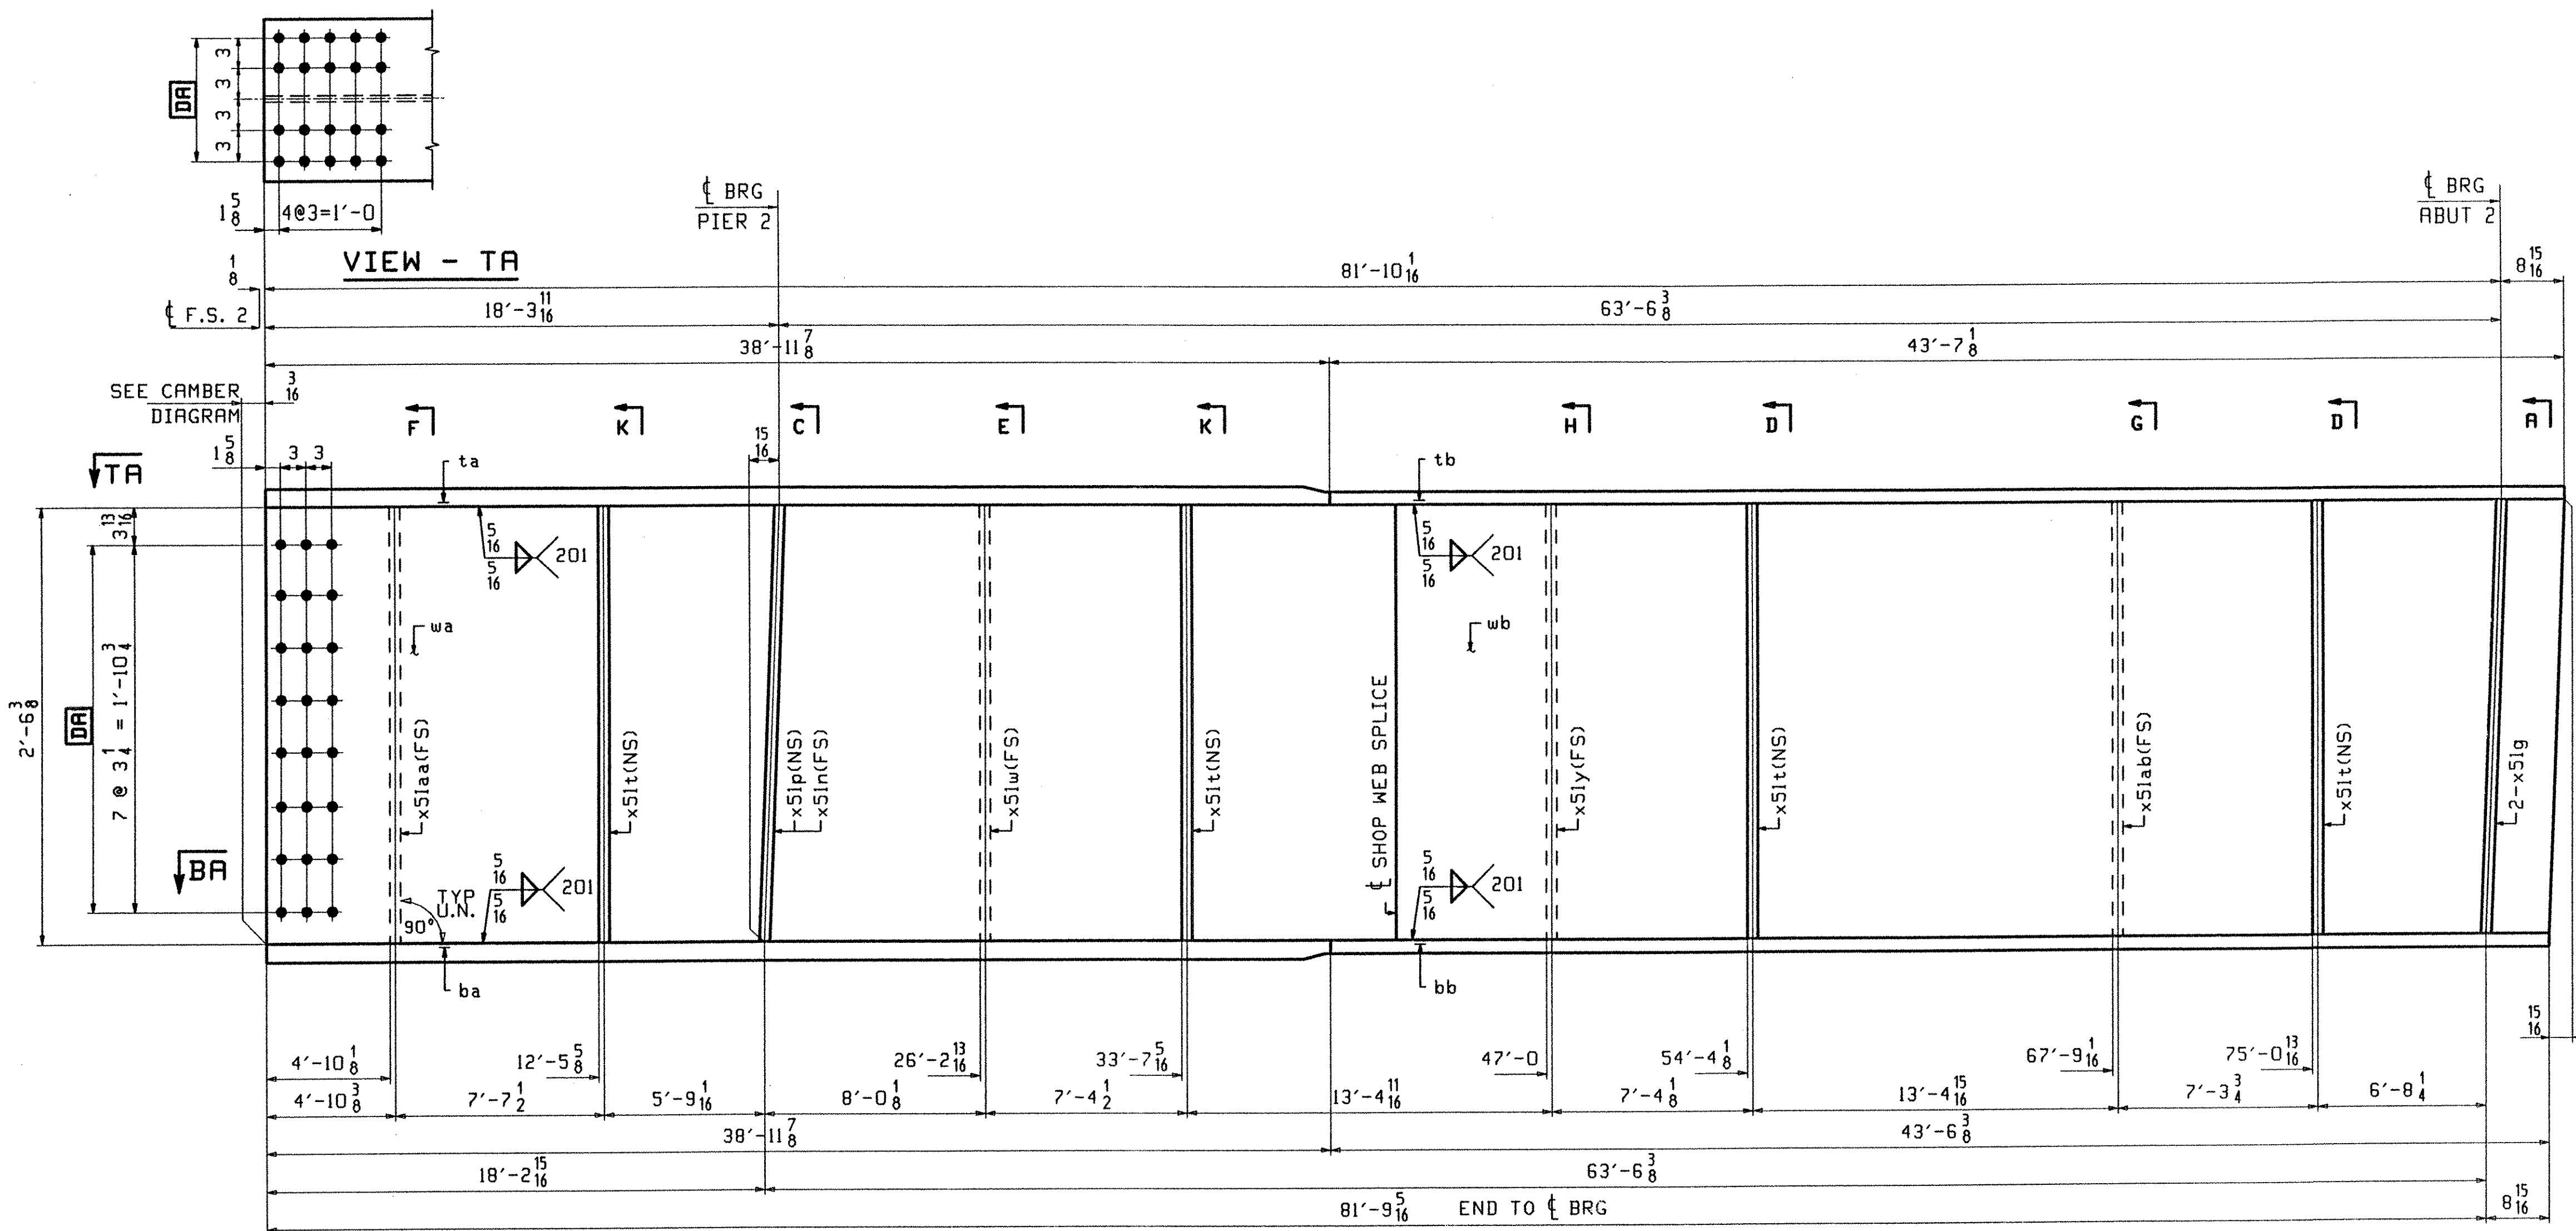 DA
3
3
3
3
1 5/8
4@3=1'-0
VIEW - TA
℄ BRG
PIER 2
℄ BRG
ABUT 2
1/8
81'-10 1/16
8 15/16
℄ F.S. 2
18'-3 11/16
63'-6 3/8
38'-11 7/8
43'-7 1/8
SEE CAMBER
DIAGRAM
3/16
F
K
C
E
K
H
D
G
D
A
15/16
1 5/8
3
3
TA
ta
tb
3 13/16
5/16
5/16
201
5/16
5/16
201
wa
wb
2'-6 3/8
DA
7 @ 3 1/4 = 1'-10 3/4
x51aa(FS)
x51t(NS)
x51p(NS)
x51n(FS)
x51w(FS)
x51t(NS)
℄ SHOP WEB SPLICE
x51y(FS)
x51t(NS)
x51ab(FS)
x51t(NS)
2-x51g
BA
TYP
U.N.
90°
5/16
5/16
201
5/16
5/16
201
ba
bb
15/16
4'-10 1/8
12'-5 5/8
26'-2 13/16
33'-7 5/16
47'-0
54'-4 1/8
67'-9 1/16
75'-0 13/16
4'-10 3/8
7'-7 1/2
5'-9 1/16
8'-0 1/8
7'-4 1/2
13'-4 11/16
7'-4 1/8
13'-4 15/16
7'-3 3/4
6'-8 1/4
38'-11 7/8
43'-6 3/8
18'-2 15/16
63'-6 3/8
81'-9 5/16 END TO ℄ BRG
8 15/16